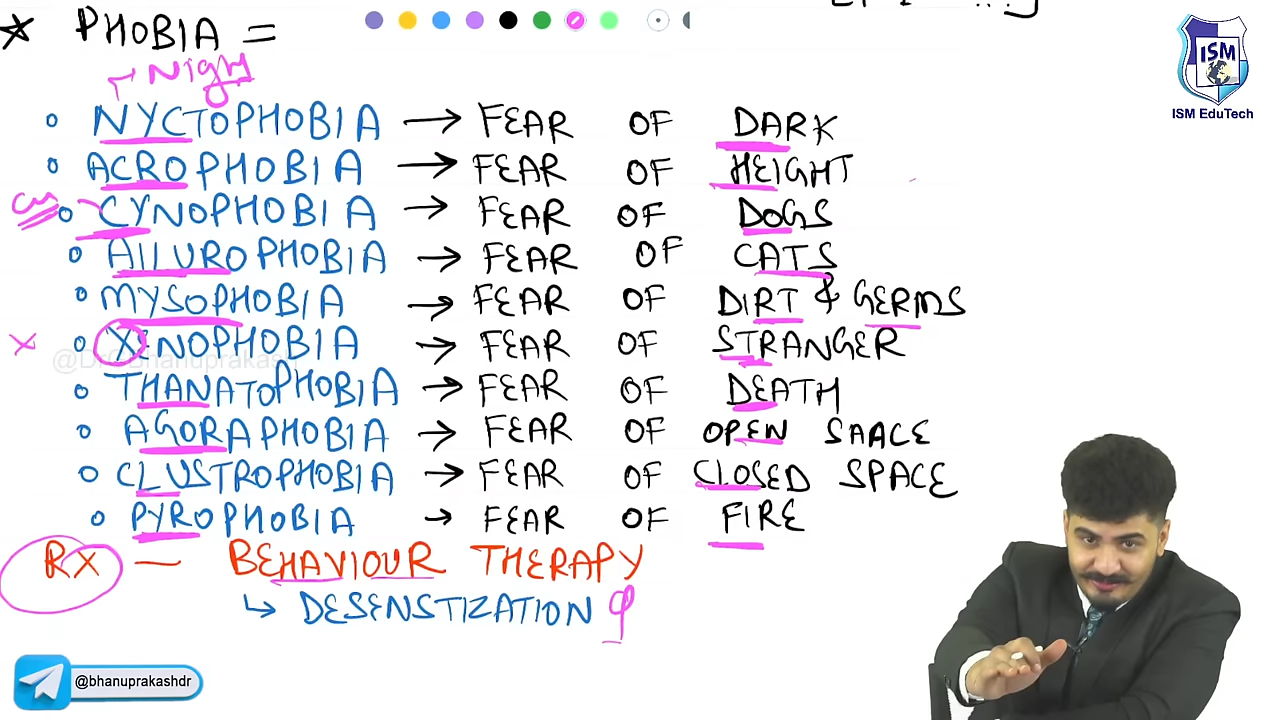 ★ PHOBIA =
Night
ISM
ISM EduTech
○ NYCTOPHOBIA → FEAR OF DARK
○ ACROPHOBIA → FEAR OF HEIGHT
○ CYNOPHOBIA → FEAR OF DOGS
○ AILUROPHOBIA → FEAR OF CATS
○ MYSOPHOBIA → FEAR OF DIRT & GERMS
x ○ XENOPHOBIA → FEAR OF STRANGER
○ THANATOPHOBIA → FEAR OF DEATH
○ AGORAPHOBIA → FEAR OF OPEN SAACE
○ CLUSTROPHOBIA → FEAR OF CLOSED SPACE
○ PYROPHOBIA → FEAR OF FIRE
RX — BEHAVIOUR THERAPY
↳ DESENSTIZATION
@bhanuprakashdr